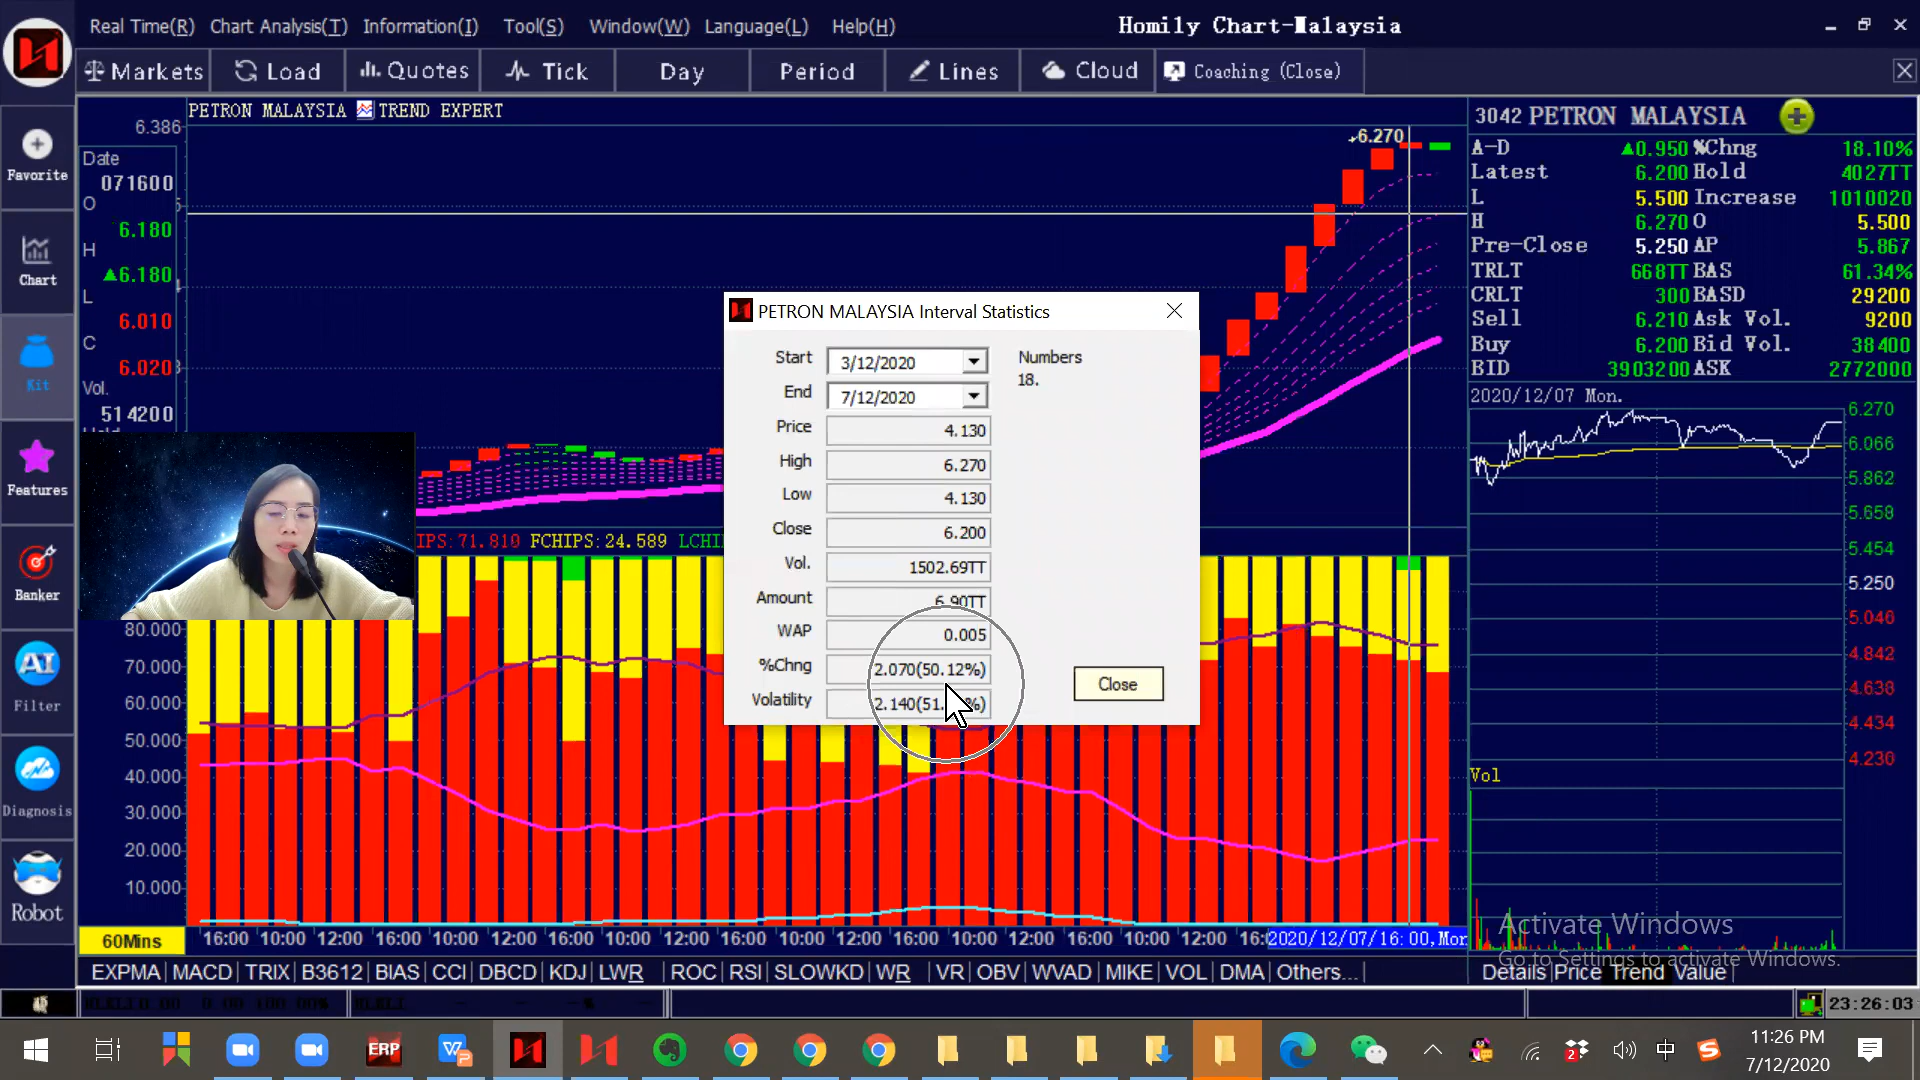 Real Time(R) Chart Analysis(T) Information(I) Tool(S) Window(W) Language(L) Help(H) Homily Chart-Malaysia
Markets Load Quotes Tick Day Period Lines Cloud Coaching (Close)
PETRON MALAYSIA TREND EXPERT
6.386
6.270
Date
071600
O
6.180
H
6.180
L
6.010
C
6.020
Vol.
514200
Favorite
Chart
Kit
Features
Banker
AI
Filter
Diagnosis
Robot
PETRON MALAYSIA Interval Statistics
Start 3/12/2020 Numbers
18.
End 7/12/2020
Price 4.130
High 6.270
Low 4.130
Close 6.200
Vol. 1502.69TT
Amount 6.90TT
WAP 0.005
%Chng 2.070(50.12%)
Volatility
Close
IPS:71.819 FCHIPS:24.589
80.000
70.000
60.000
50.000
40.000
30.000
20.000
10.000
60Mins 16:00 10:00 12:00 16:00 10:00 12:00 16:00 10:00 12:00 16:00 10:00 12:00 16:00 10:00 12:00 16:00 10:00 12:00 2020/12/07/16:00,Mon
EXPMA MACD TRIX B3612 BIAS CCI DBCD KDJ LWR ROC RSI SLOWKD WR VR OBV WVAD MIKE VOL DMA Others...
3042 PETRON MALAYSIA
A-D 0.950 %Chng 18.10%
Latest 6.200 Hold 4027TT
L 5.500 Increase 1010020
H 6.270 O 5.500
Pre-Close 5.250 AP 5.867
TRLT 668TT BAS 61.34%
CRLT 300 BASD 29200
Sell 6.210 Ask Vol. 9200
Buy 6.200 Bid Vol. 38400
BID 3903200 ASK 2772000
2020/12/07 Mon.
6.270
6.066
5.862
5.658
5.454
5.250
5.046
4.842
4.638
4.434
4.230
Vol
Activate Windows
Go to Settings to activate Windows.
Details Price Trend Value
23:26:03
ERP
11:26 PM
7/12/2020
中